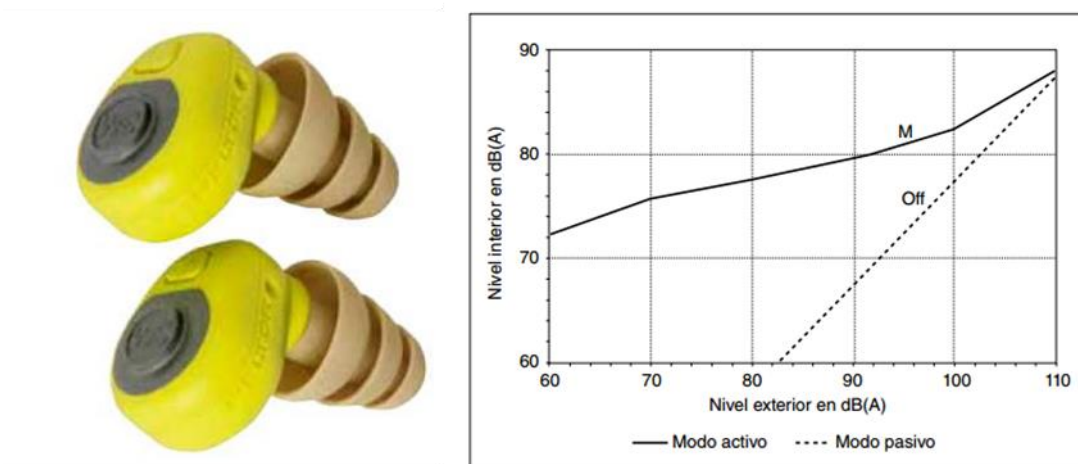 90
80
70
60
Nivel interior en dB(A)
M
Off
60 70 80 90 100 110
Nivel exterior en dB(A)
Modo activo Modo pasivo